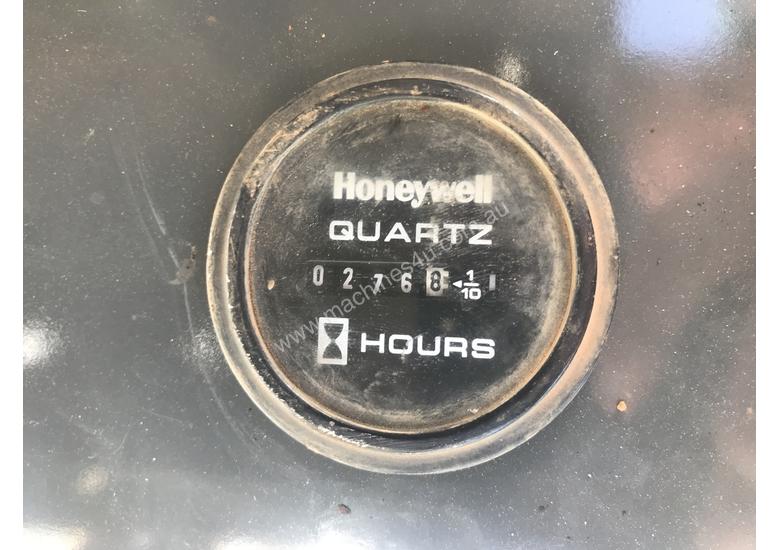 Honeywell
QUARTZ
0 2 7 6 8 ◄ 1/10
HOURS
www.machines4u.com.au